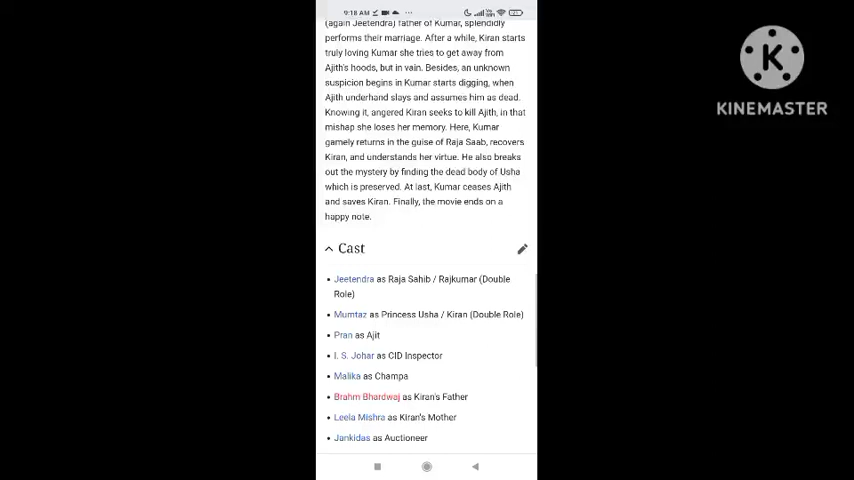 9:18 AM
(again Jeetendra) father of Kumar, splendidly
performs their marriage. After a while, Kiran starts
truly loving Kumar she tries to get away from
Ajith's hoods, but in vain. Besides, an unknown
suspicion begins in Kumar starts digging, when
Ajith underhand slays and assumes him as dead.
Knowing it, angered Kiran seeks to kill Ajith, in that
mishap she loses her memory. Here, Kumar
gamely returns in the guise of Raja Saab, recovers
Kiran, and understands her virtue. He also breaks
out the mystery by finding the dead body of Usha
which is preserved. At last, Kumar ceases Ajith
and saves Kiran. Finally, the movie ends on a
happy note.
Cast
• Jeetendra as Raja Sahib / Rajkumar (Double
Role)
• Mumtaz as Princess Usha / Kiran (Double Role)
• Pran as Ajit
• I. S. Johar as CID Inspector
• Malika as Champa
• Brahm Bhardwaj as Kiran's Father
• Leela Mishra as Kiran's Mother
• Jankidas as Auctioneer
K
KINEMASTER